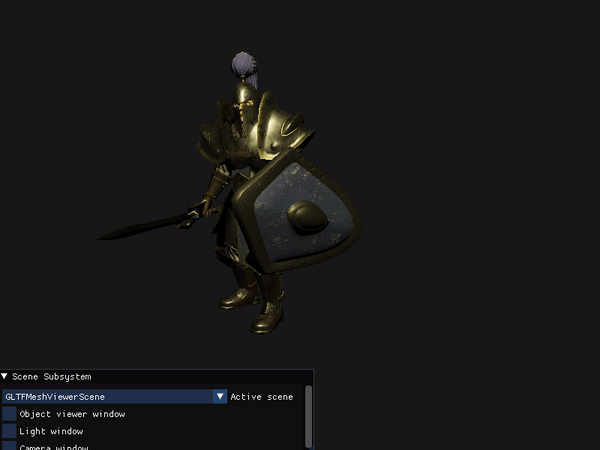 Scene Subsystem
GLTFMeshViewerScene Active scene
Object viewer window
Light window
Camera window